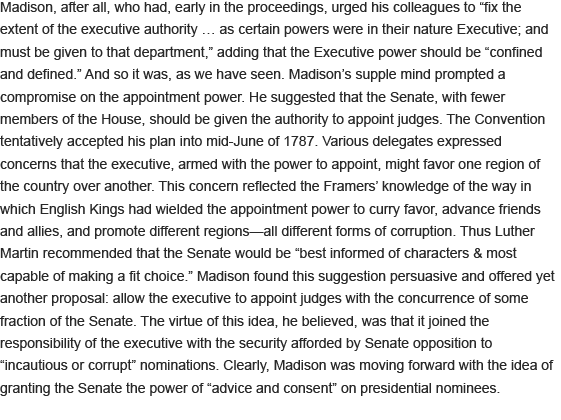 Madison, after all, who had, early in the proceedings, urged his colleagues to “fix the
extent of the executive authority … as certain powers were in their nature Executive; and
must be given to that department,” adding that the Executive power should be “confined
and defined.” And so it was, as we have seen. Madison’s supple mind prompted a
compromise on the appointment power. He suggested that the Senate, with fewer
members of the House, should be given the authority to appoint judges. The Convention
tentatively accepted his plan into mid-June of 1787. Various delegates expressed
concerns that the executive, armed with the power to appoint, might favor one region of
the country over another. This concern reflected the Framers’ knowledge of the way in
which English Kings had wielded the appointment power to curry favor, advance friends
and allies, and promote different regions—all different forms of corruption. Thus Luther
Martin recommended that the Senate would be “best informed of characters & most
capable of making a fit choice.” Madison found this suggestion persuasive and offered yet
another proposal: allow the executive to appoint judges with the concurrence of some
fraction of the Senate. The virtue of this idea, he believed, was that it joined the
responsibility of the executive with the security afforded by Senate opposition to
“incautious or corrupt” nominations. Clearly, Madison was moving forward with the idea of
granting the Senate the power of “advice and consent” on presidential nominees.